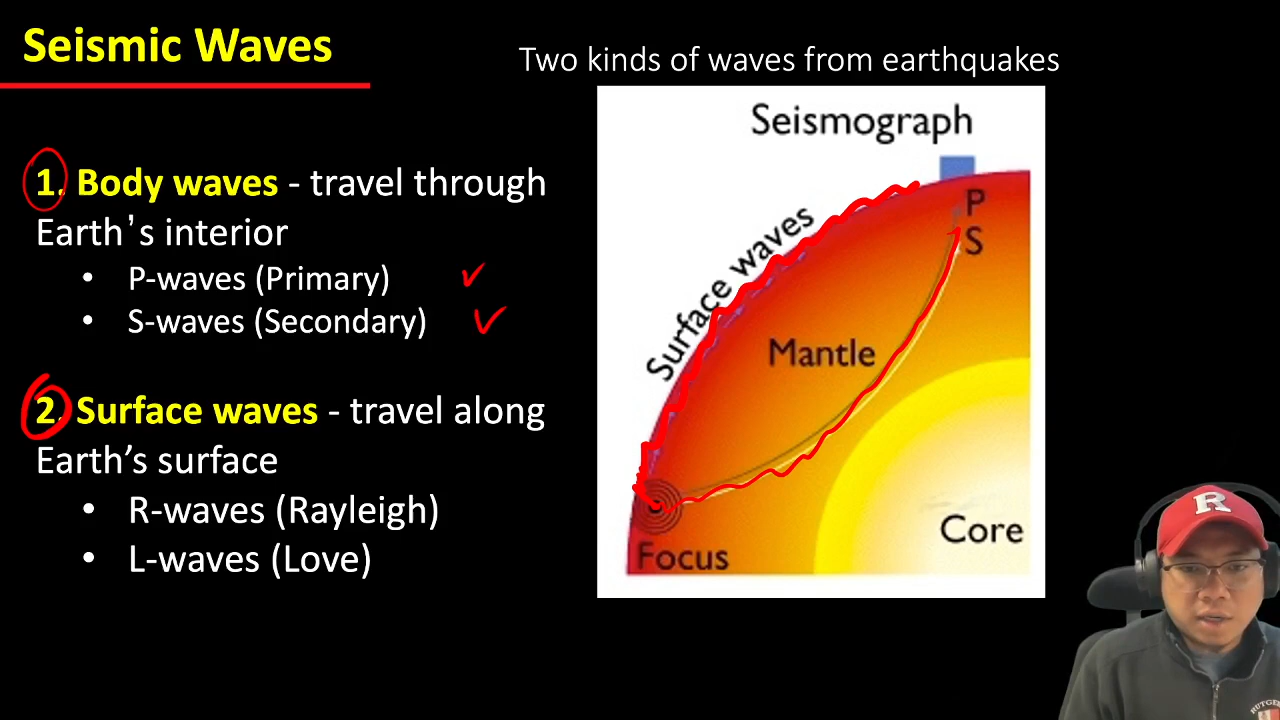 Seismic Waves
Two kinds of waves from earthquakes
1. Body waves - travel through
Earth's interior
• P-waves (Primary)
• S-waves (Secondary)
2. Surface waves - travel along
Earth’s surface
• R-waves (Rayleigh)
• L-waves (Love)
Seismograph
P
S
Surface waves
Mantle
Core
Focus
R